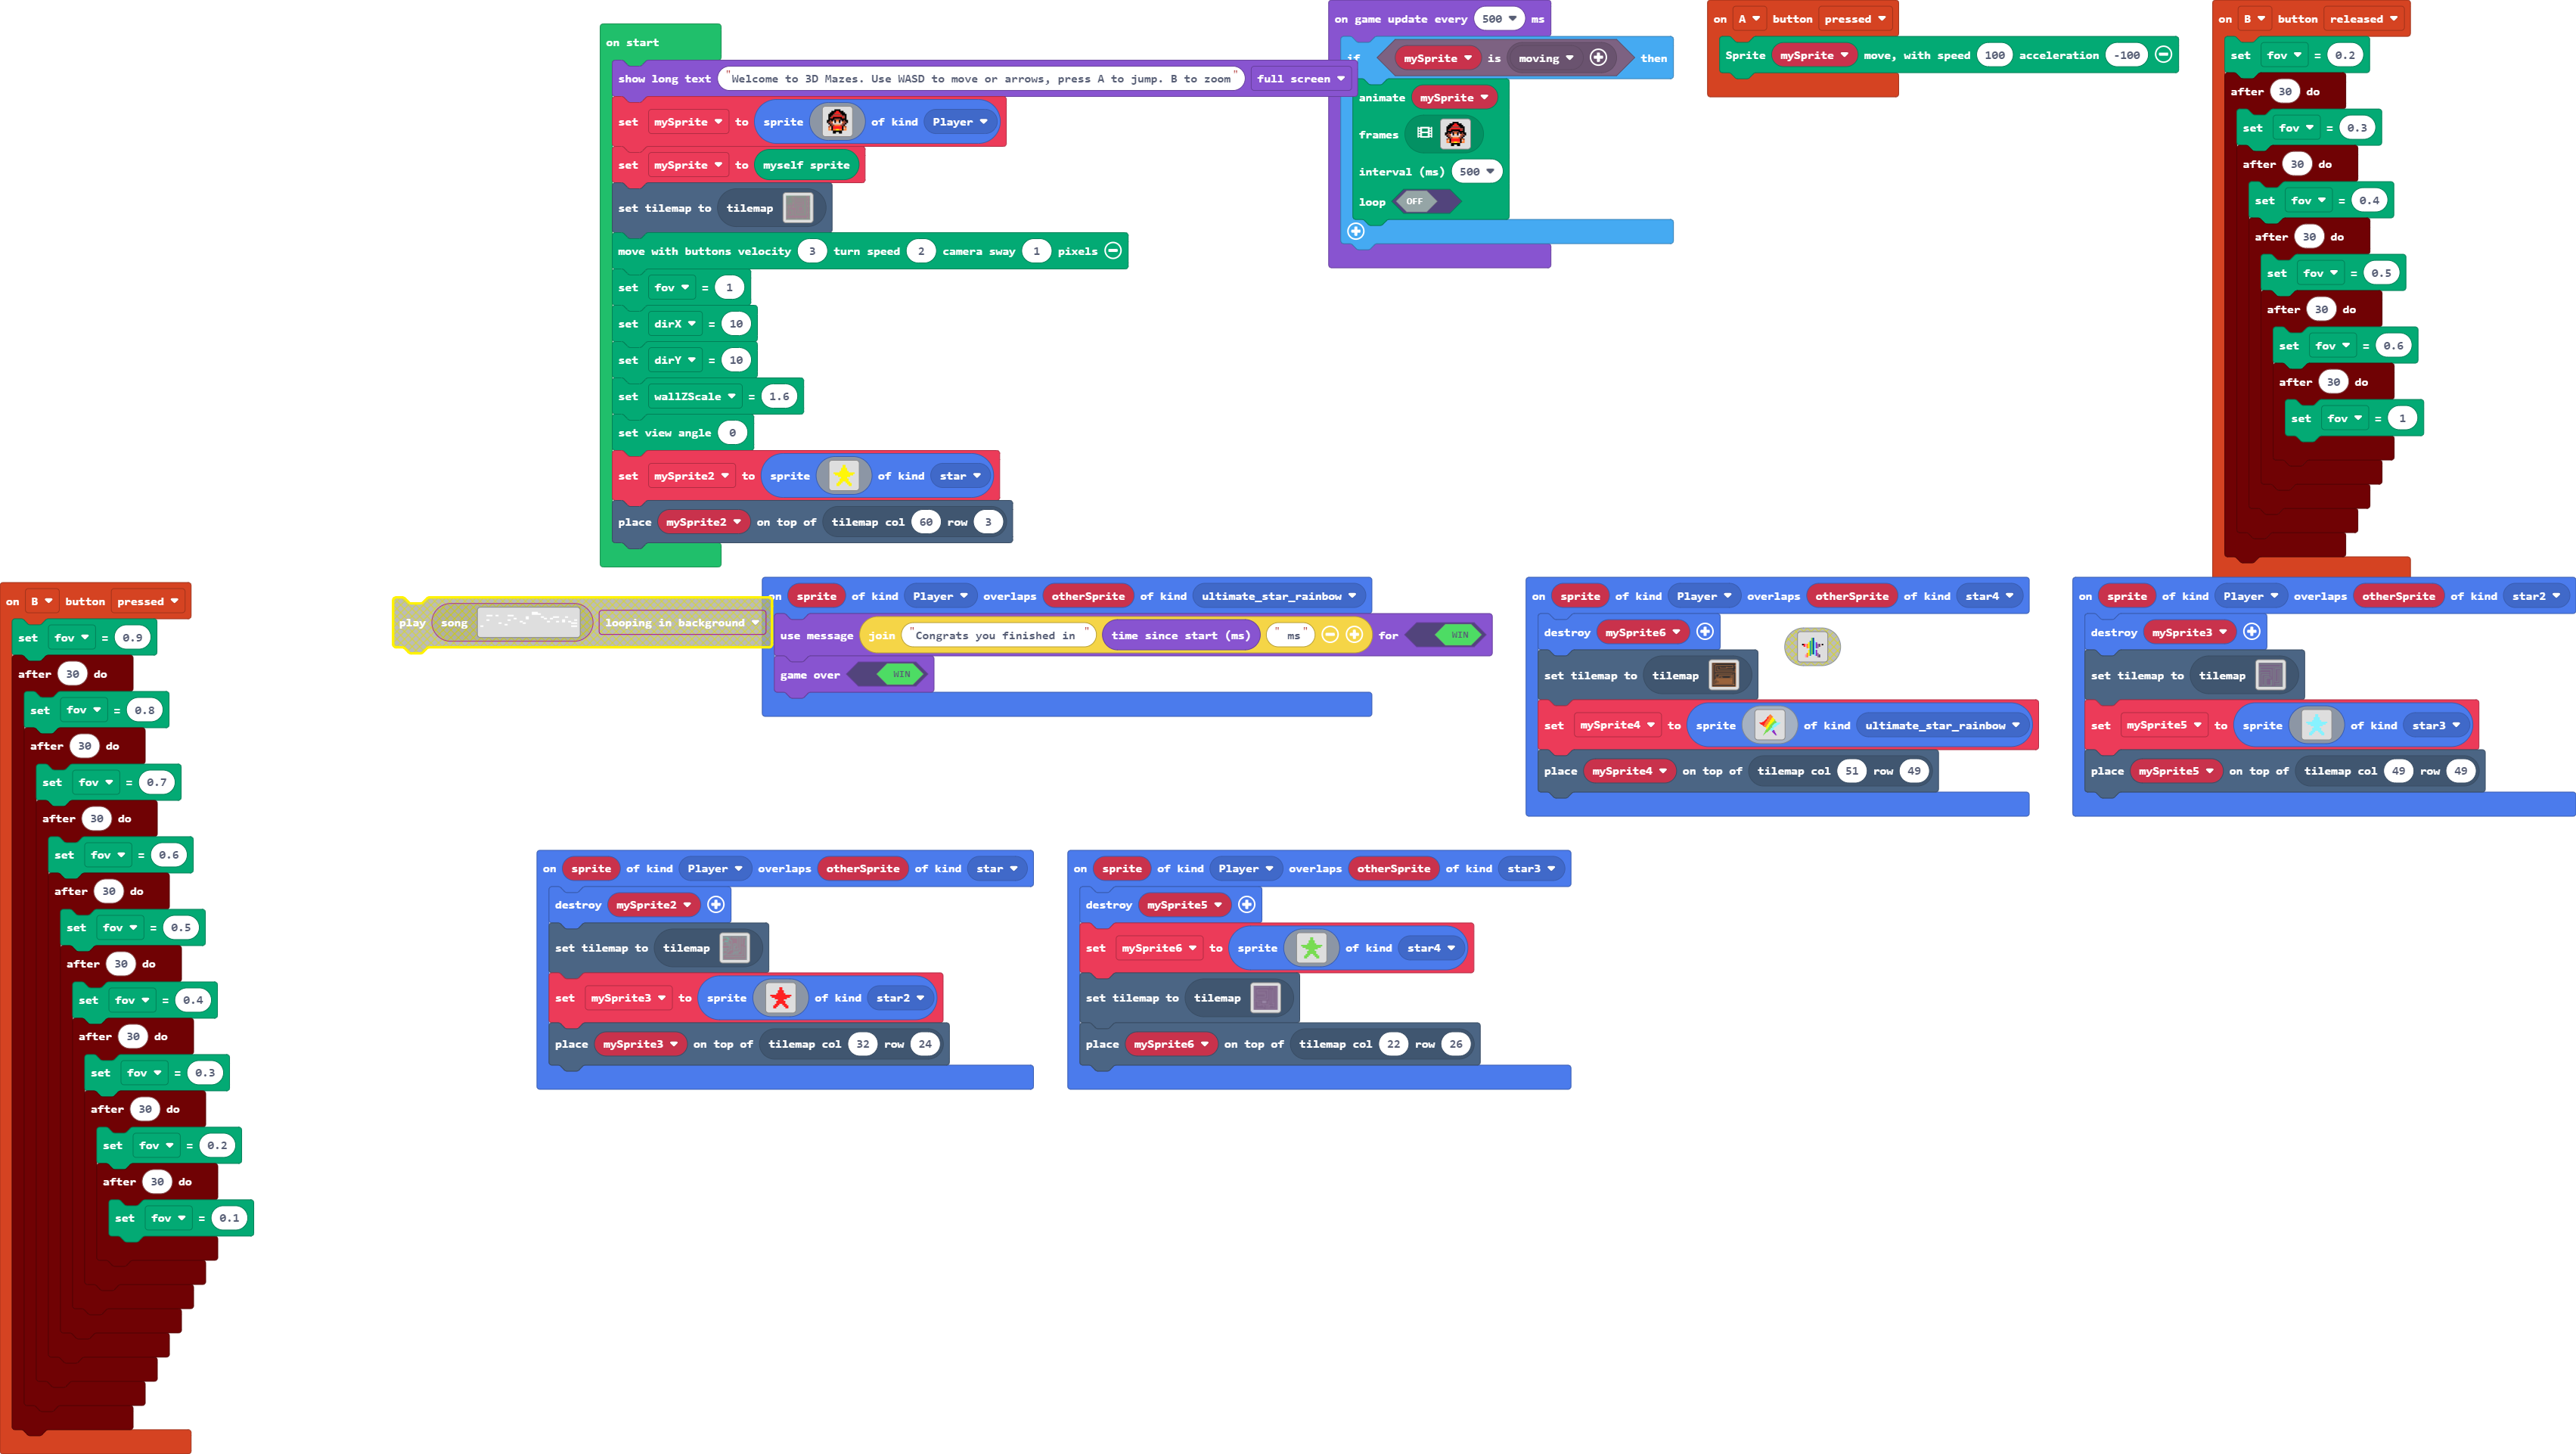 on start
show long text "Welcome to 3D Mazes. Use WASD to move or arrows, press A to jump. B to zoom" full screen
set mySprite to sprite of kind Player
set mySprite to myself sprite
set tilemap to tilemap
move with buttons velocity 3 turn speed 2 camera sway 1 pixels
set fov = 1
set dirX = 10
set dirY = 10
set wallZScale = 1.6
set view angle 0
set mySprite2 to sprite of kind star
place mySprite2 on top of tilemap col 60 row 3
on game update every 500 ms
if mySprite is moving then
animate mySprite
frames
interval (ms) 500
loop OFF
on A button pressed
Sprite mySprite move, with speed 100 acceleration -100
on B button released
set fov = 0.2
after 30 do
set fov = 0.3
after 30 do
set fov = 0.4
after 30 do
set fov = 0.5
after 30 do
set fov = 0.6
after 30 do
set fov = 1
on B button pressed
set fov = 0.9
after 30 do
set fov = 0.8
after 30 do
set fov = 0.7
after 30 do
set fov = 0.6
after 30 do
set fov = 0.5
after 30 do
set fov = 0.4
after 30 do
set fov = 0.3
after 30 do
set fov = 0.2
after 30 do
set fov = 0.1
play song looping in background
on sprite of kind Player overlaps otherSprite of kind ultimate_star_rainbow
use message join "Congrats you finished in " time since start (ms) " ms" for WIN
game over WIN
on sprite of kind Player overlaps otherSprite of kind star4
destroy mySprite6
set tilemap to tilemap
set mySprite4 to sprite of kind ultimate_star_rainbow
place mySprite4 on top of tilemap col 51 row 49
on sprite of kind Player overlaps otherSprite of kind star2
destroy mySprite3
set tilemap to tilemap
set mySprite5 to sprite of kind star3
place mySprite5 on top of tilemap col 49 row 49
on sprite of kind Player overlaps otherSprite of kind star
destroy mySprite2
set tilemap to tilemap
set mySprite3 to sprite of kind star2
place mySprite3 on top of tilemap col 32 row 24
on sprite of kind Player overlaps otherSprite of kind star3
destroy mySprite5
set mySprite6 to sprite of kind star4
set tilemap to tilemap
place mySprite6 on top of tilemap col 22 row 26